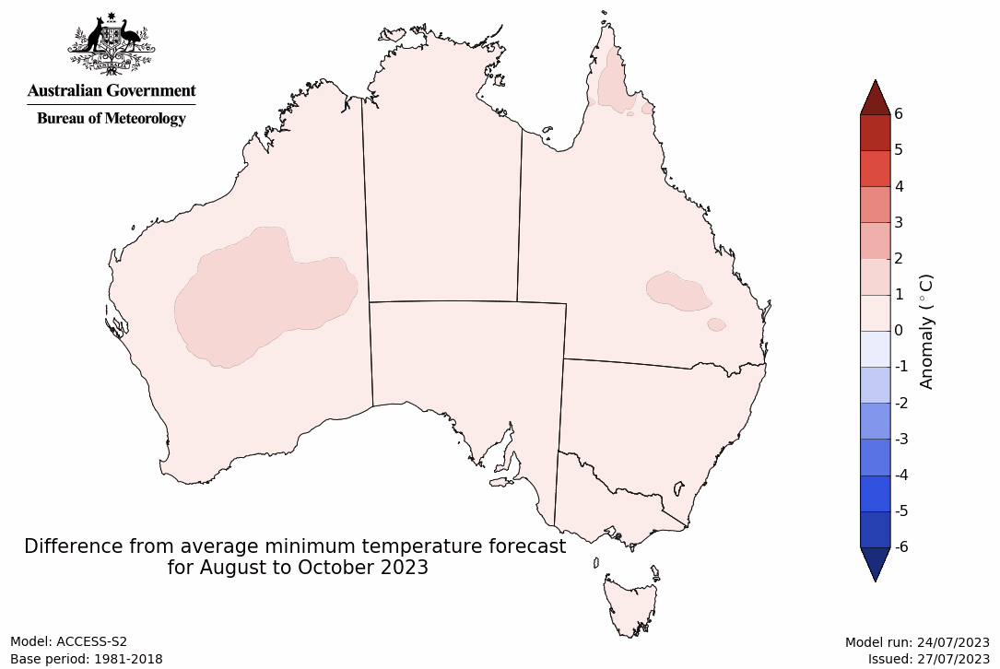 Australian Government
Bureau of Meteorology
6
5
4
3
2
1
0
-1
-2
-3
-4
-5
-6
Anomaly (°C)
Difference from average minimum temperature forecast
for August to October 2023
Model: ACCESS-S2
Base period: 1981-2018
Model run: 24/07/2023
Issued: 27/07/2023